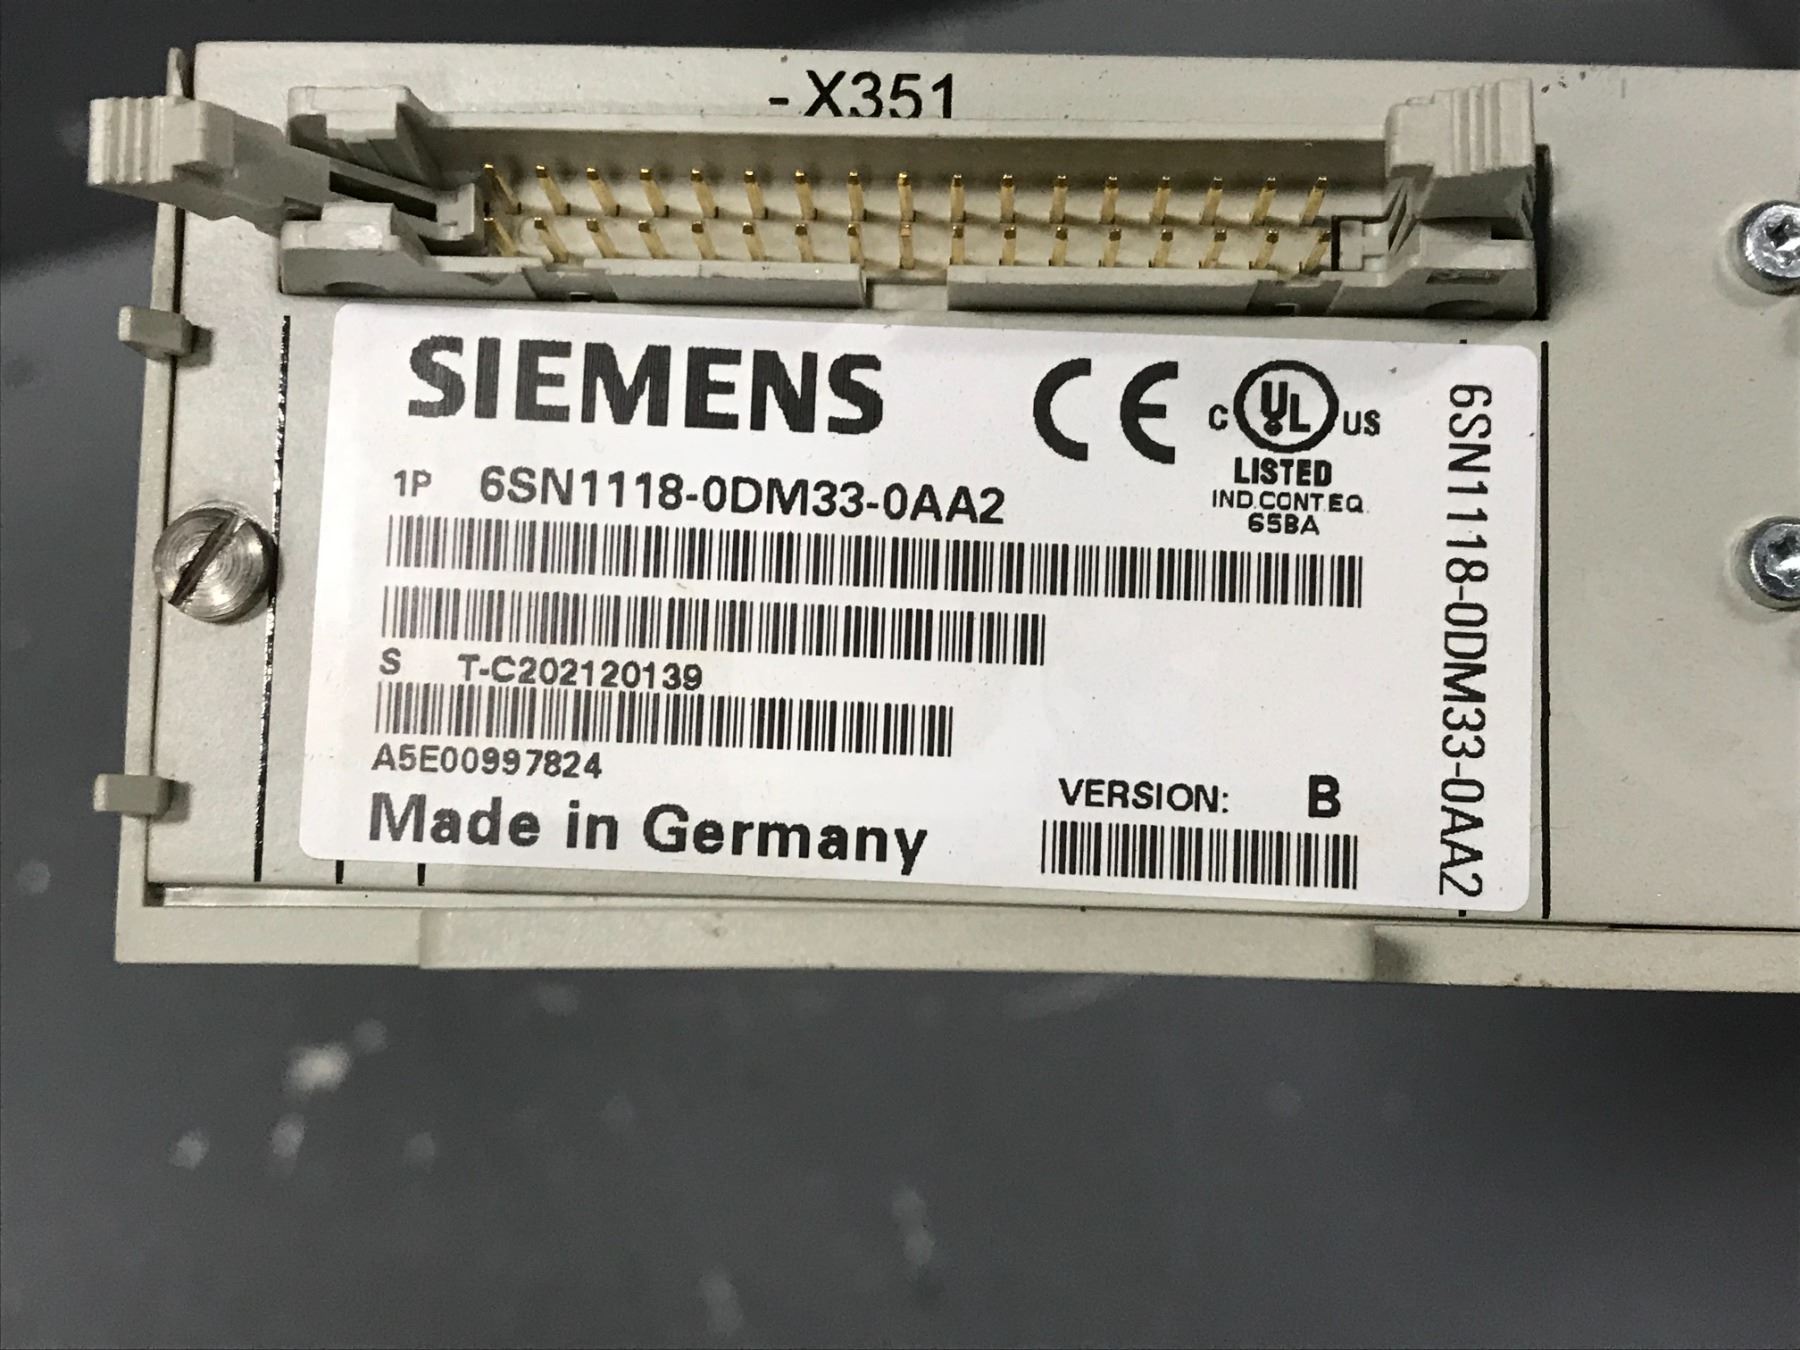 -X351
SIEMENS
CE
C UL US
LISTED
IND.CONT.EQ.
65BA
1P 6SN1118-0DM33-0AA2
S T-C202120139
A5E00997824
Made in Germany
VERSION: B
6SN1118-0DM33-0AA2